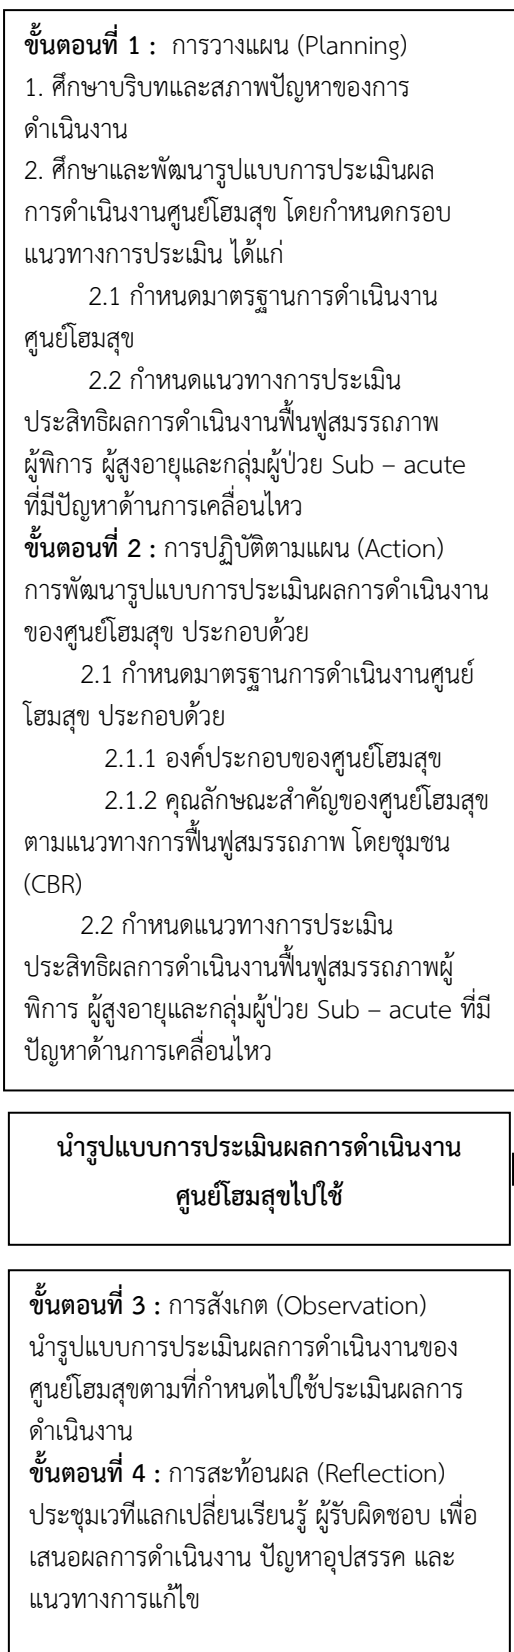 ขั้นตอนที่ 1 : การวางแผน (Planning)
1. ศึกษาบริบทและสภาพปัญหาของการ
ดำเนินงาน
2. ศึกษาและพัฒนารูปแบบการประเมินผล
การดำเนินงานศูนย์โฮมสุข โดยกำหนดกรอบ
แนวทางการประเมิน ได้แก่
2.1 กำหนดมาตรฐานการดำเนินงาน
ศูนย์โฮมสุข
2.2 กำหนดแนวทางการประเมิน
ประสิทธิผลการดำเนินงานฟื้นฟูสมรรถภาพ
ผู้พิการ ผู้สูงอายุและกลุ่มผู้ป่วย Sub – acute
ที่มีปัญหาด้านการเคลื่อนไหว
ขั้นตอนที่ 2 : การปฏิบัติตามแผน (Action)
การพัฒนารูปแบบการประเมินผลการดำเนินงาน
ของศูนย์โฮมสุข ประกอบด้วย
2.1 กำหนดมาตรฐานการดำเนินงานศูนย์
โฮมสุข ประกอบด้วย
2.1.1 องค์ประกอบของศูนย์โฮมสุข
2.1.2 คุณลักษณะสำคัญของศูนย์โฮมสุข
ตามแนวทางการฟื้นฟูสมรรถภาพ โดยชุมชน
(CBR)
2.2 กำหนดแนวทางการประเมิน
ประสิทธิผลการดำเนินงานฟื้นฟูสมรรถภาพผู้
พิการ ผู้สูงอายุและกลุ่มผู้ป่วย Sub – acute ที่มี
ปัญหาด้านการเคลื่อนไหว
นำรูปแบบการประเมินผลการดำเนินงาน
ศูนย์โฮมสุขไปใช้
ขั้นตอนที่ 3 : การสังเกต (Observation)
นำรูปแบบการประเมินผลการดำเนินงานของ
ศูนย์โฮมสุขตามที่กำหนดไปใช้ประเมินผลการ
ดำเนินงาน
ขั้นตอนที่ 4 : การสะท้อนผล (Reflection)
ประชุมเวทีแลกเปลี่ยนเรียนรู้ ผู้รับผิดชอบ เพื่อ
เสนอผลการดำเนินงาน ปัญหาอุปสรรค และ
แนวทางการแก้ไข